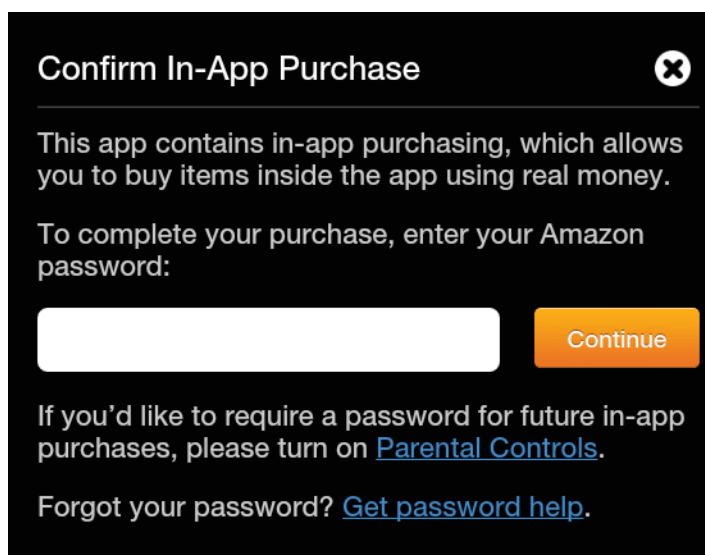 Confirm In-App Purchase
This app contains in-app purchasing, which allows
you to buy items inside the app using real money.
To complete your purchase, enter your Amazon
password:
Continue
If you’d like to require a password for future in-app
purchases, please turn on Parental Controls.
Forgot your password? Get password help.